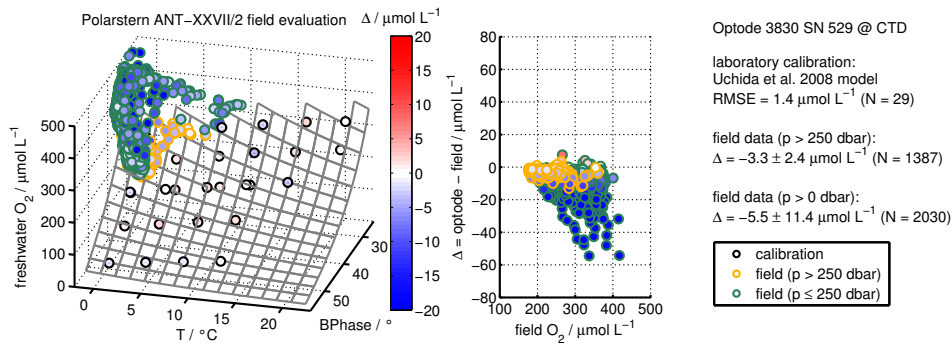 Polarstern ANT−XXVII/2 field evaluation
Δ / μmol L−1
freshwater O2 / μmol L−1
500
400
300
200
100
0
0
5
10
15
20
T / °C
30
40
50
BPhase / °
20
15
10
5
0
−5
−10
−15
−20
Δ = optode − field / μmol L−1
80
60
40
20
0
−20
−40
−60
−80
100 200 300 400 500
field O2 / μmol L−1
Optode 3830 SN 529 @ CTD
laboratory calibration:
Uchida et al. 2008 model
RMSE = 1.4 μmol L−1 (N = 29)
field data (p > 250 dbar):
Δ = −3.3 ± 2.4 μmol L−1 (N = 1387)
field data (p > 0 dbar):
Δ = −5.5 ± 11.4 μmol L−1 (N = 2030)
calibration
field (p > 250 dbar)
field (p ≤ 250 dbar)